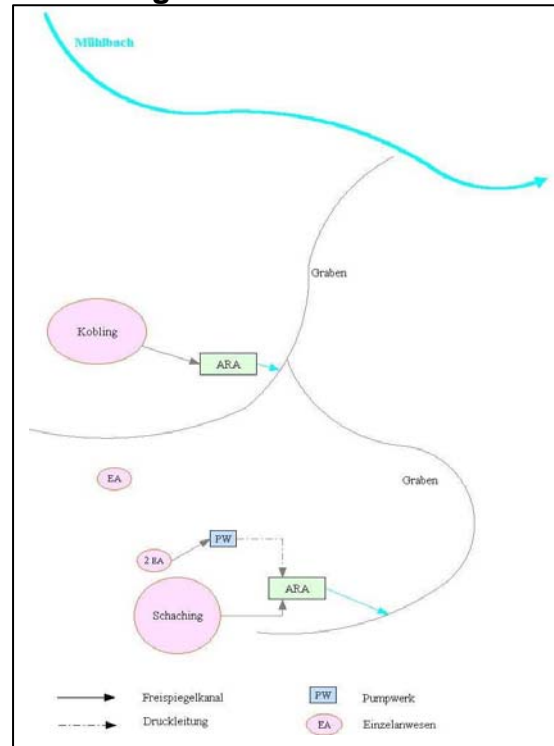 Mühlbach
Graben
Kobling
ARA
EA
Graben
PW
2 EA
ARA
Schaching
Freispiegelkanal
PW
Pumpwerk
Druckleitung
EA
Einzelanwesen